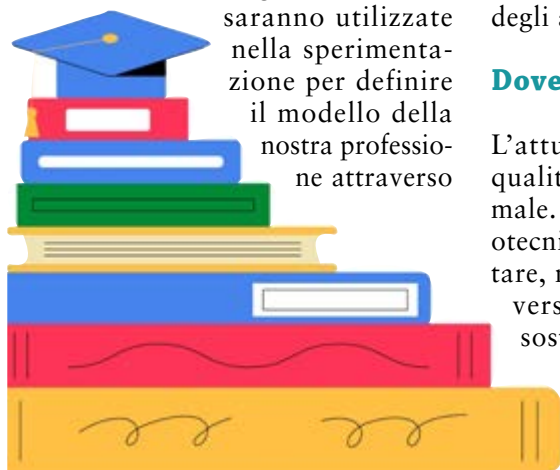 saranno utilizzate
nella sperimenta-
zione per definire
il modello della
nostra professio-
ne attraverso
degli
Dove
L'attu
qualit
male.
otecni
tare,
vers
sos